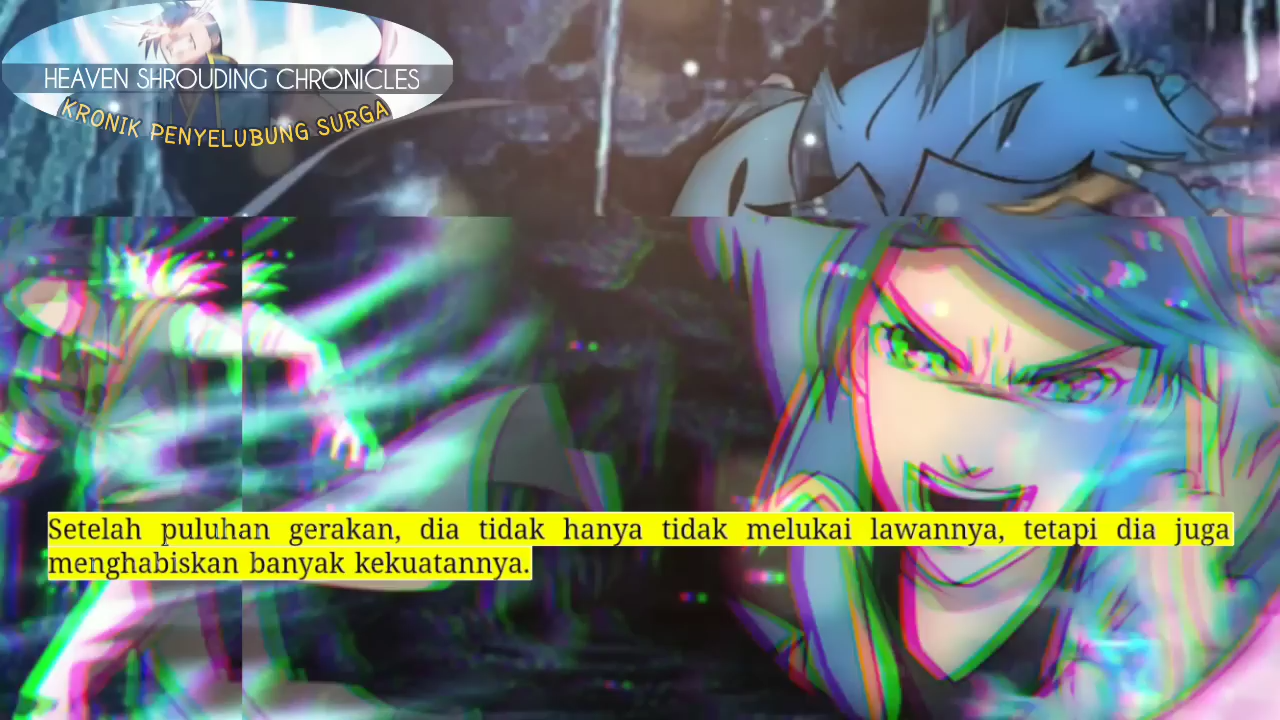 HEAVEN SHROUDING CHRONICLES
KRONIK PENYELUBUNG SURGA
Setelah puluhan gerakan, dia tidak hanya tidak melukai lawannya, tetapi dia juga
menghabiskan banyak kekuatannya.